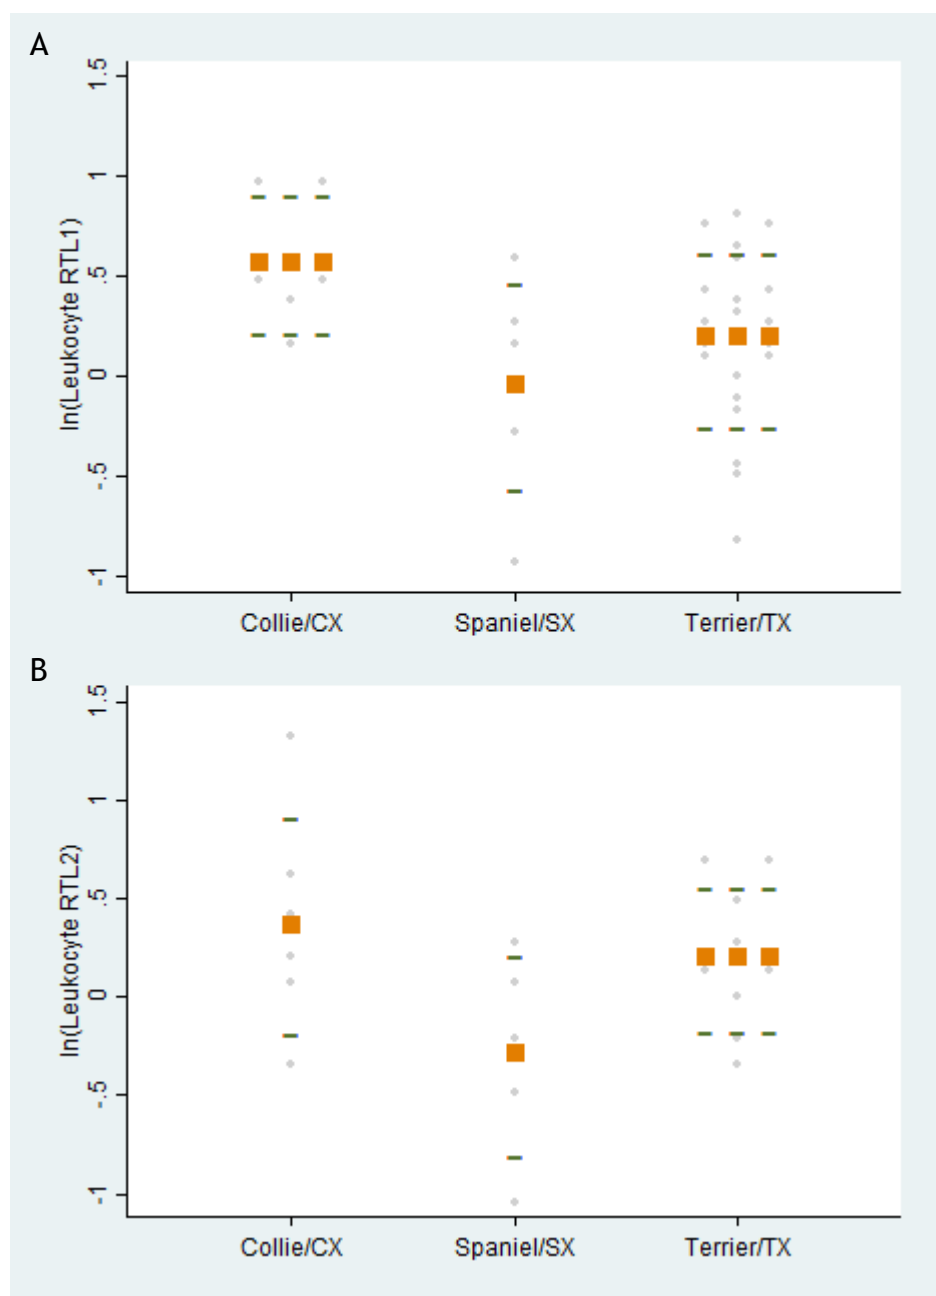 A
ln(Leukocyte RTL1)
1.5
1
.5
0
-.5
-1
Collie/CX Spaniel/SX Terrier/TX
B
ln(Leukocyte RTL2)
1.5
1
.5
0
-.5
-1
Collie/CX Spaniel/SX Terrier/TX